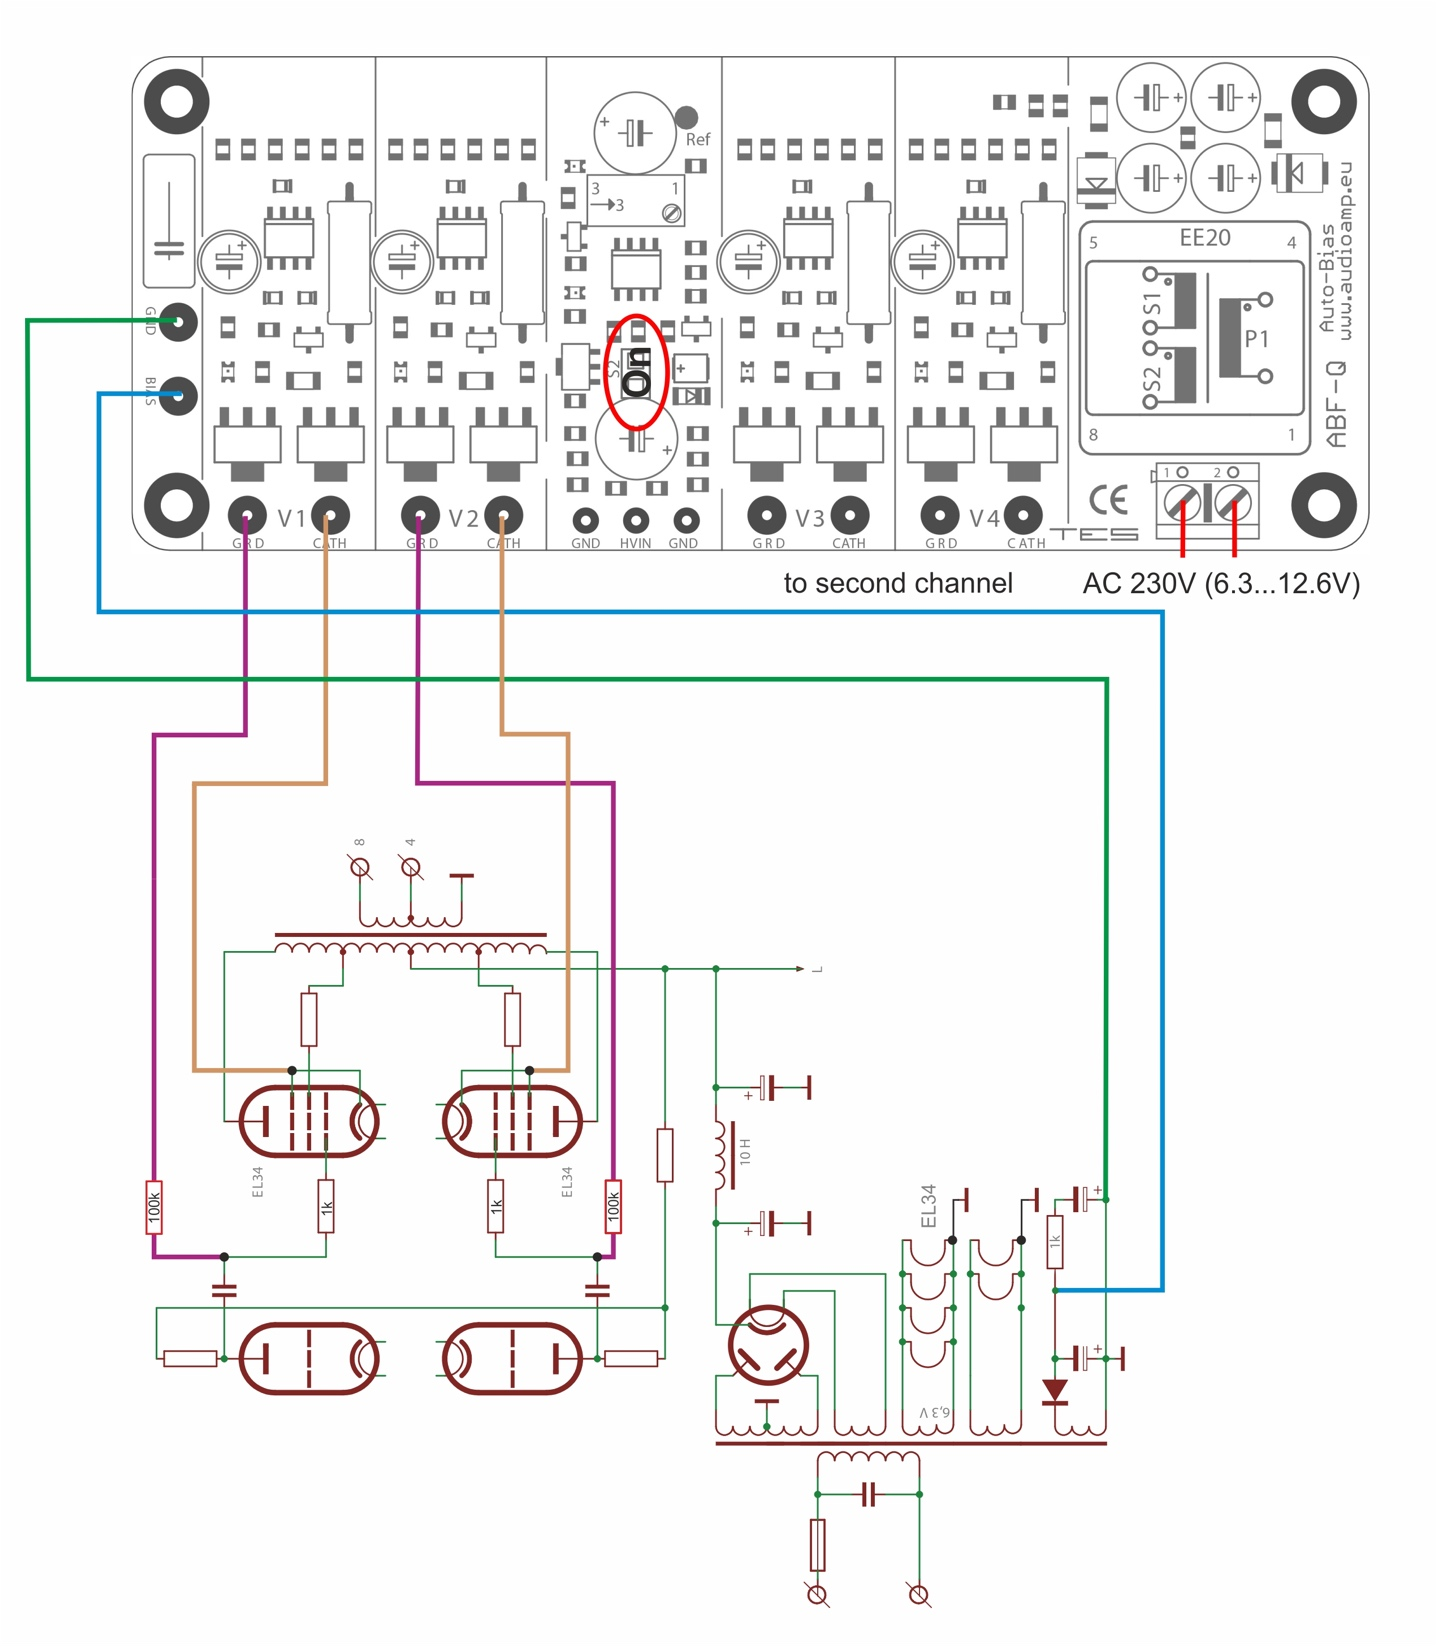 Ref
3 1
3
GND
BIAS
S2
On
V1
GRD CATH
V2
GRD CATH
GND HVIN GND
V3
GRD CATH
V4
GRD CATH
5 EE20 4
S1
S2
P1
8 1
Auto-Bias
www.audioamp.eu
ABF-Q
CE
TES
1 2
to second channel
AC 230V (6.3...12.6V)
8 4
L
EL34
EL34
100k
1k
1k
100k
10 H
EL34
1k
6,3 V